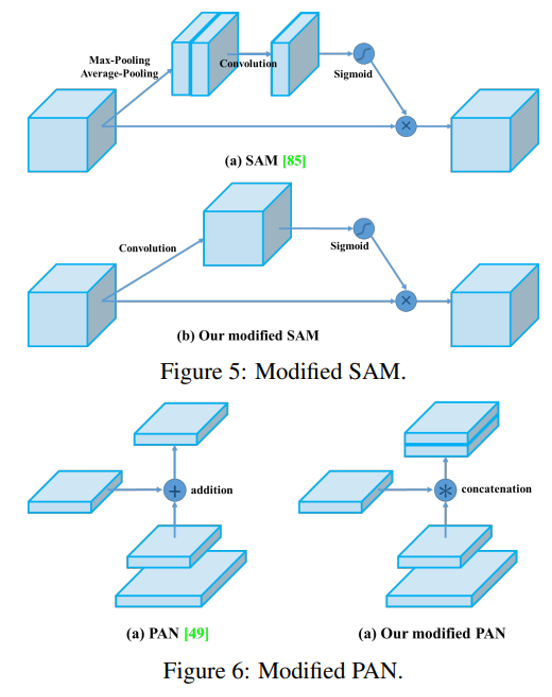 Max-Pooling
Average-Pooling
Convolution
Sigmoid
(a) SAM [85]
Convolution
Sigmoid
(b) Our modified SAM
Figure 5: Modified SAM.
addition
concatenation
(a) PAN [49]
(a) Our modified PAN
Figure 6: Modified PAN.